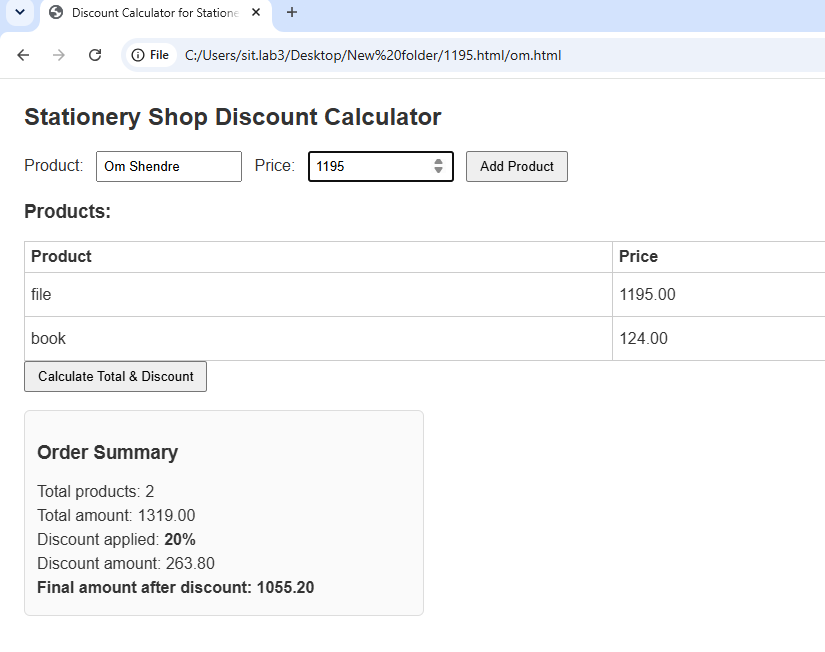 Discount Calculator for Statione
File C:/Users/sit.lab3/Desktop/New%20folder/1195.html/om.html
Stationery Shop Discount Calculator
Product: Om Shendre Price: 1195 Add Product
Products:
Product Price
file 1195.00
book 124.00
Calculate Total & Discount
Order Summary
Total products: 2
Total amount: 1319.00
Discount applied: 20%
Discount amount: 263.80
Final amount after discount: 1055.20